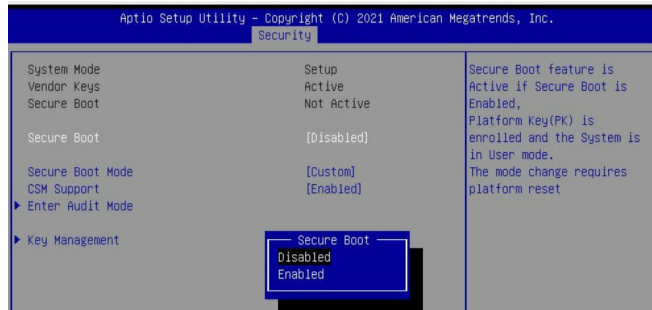 Aptio Setup Utility – Copyright (C) 2021 American Megatrends, Inc.
Security
System Mode Setup
Vendor Keys Active
Secure Boot Not Active
Secure Boot [Disabled]
Secure Boot Mode [Custom]
CSM Support [Enabled]
Enter Audit Mode
Key Management
Secure Boot
Disabled
Enabled
Secure Boot feature is
Active if Secure Boot is
Enabled,
Platform Key(PK) is
enrolled and the System is
in User mode.
The mode change requires
platform reset